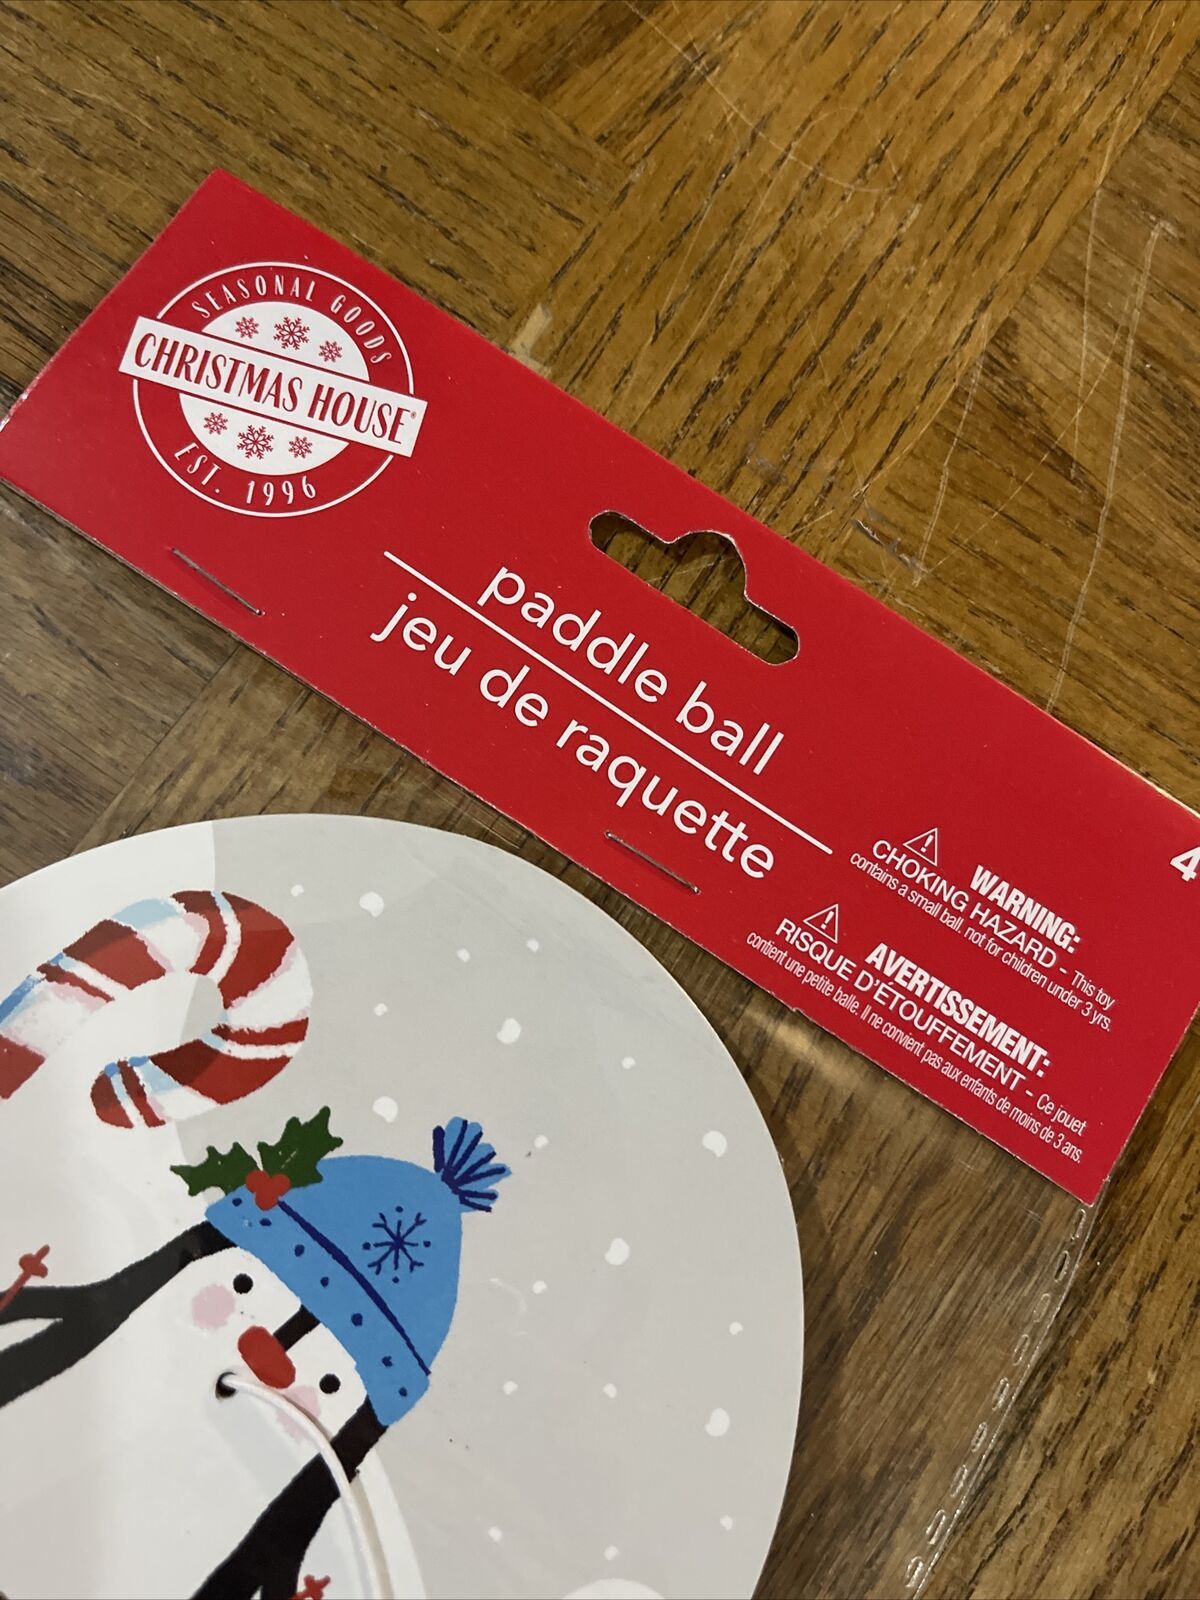 SEASONAL GOODS
CHRISTMAS HOUSE®
EST. 1996
paddle ball
jeu de raquette
WARNING:
CHOKING HAZARD - This toy
contains a small ball. not for children under 3 yrs.
AVERTISSEMENT:
RISQUE D'ÉTOUFFEMENT - Ce jouet
contient une petite balle. Il ne convient pas aux enfants de moins de 3 ans.
4